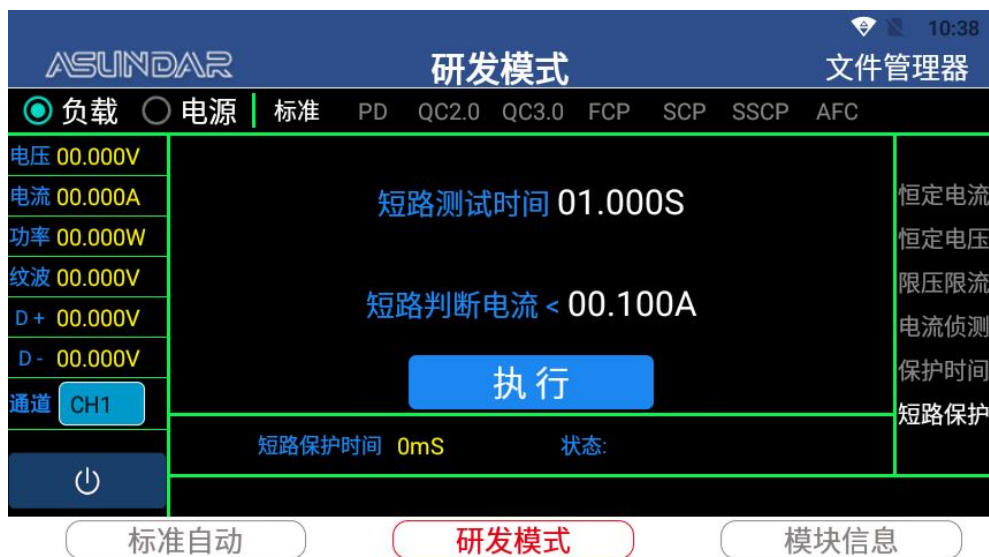 10:38
ASUNDAR 研发模式 文件管理器
负载 电源 标准 PD QC2.0 QC3.0 FCP SCP SSCP AFC
电压 00.000V
电流 00.000A
功率 00.000W
纹波 00.000V
D+ 00.000V
D- 00.000V
通道 CH1
短路测试时间 01.000S
短路判断电流 < 00.100A
执行
短路保护时间 0mS 状态:
恒定电流
恒定电压
限压限流
电流侦测
保护时间
短路保护
标准自动 研发模式 模块信息